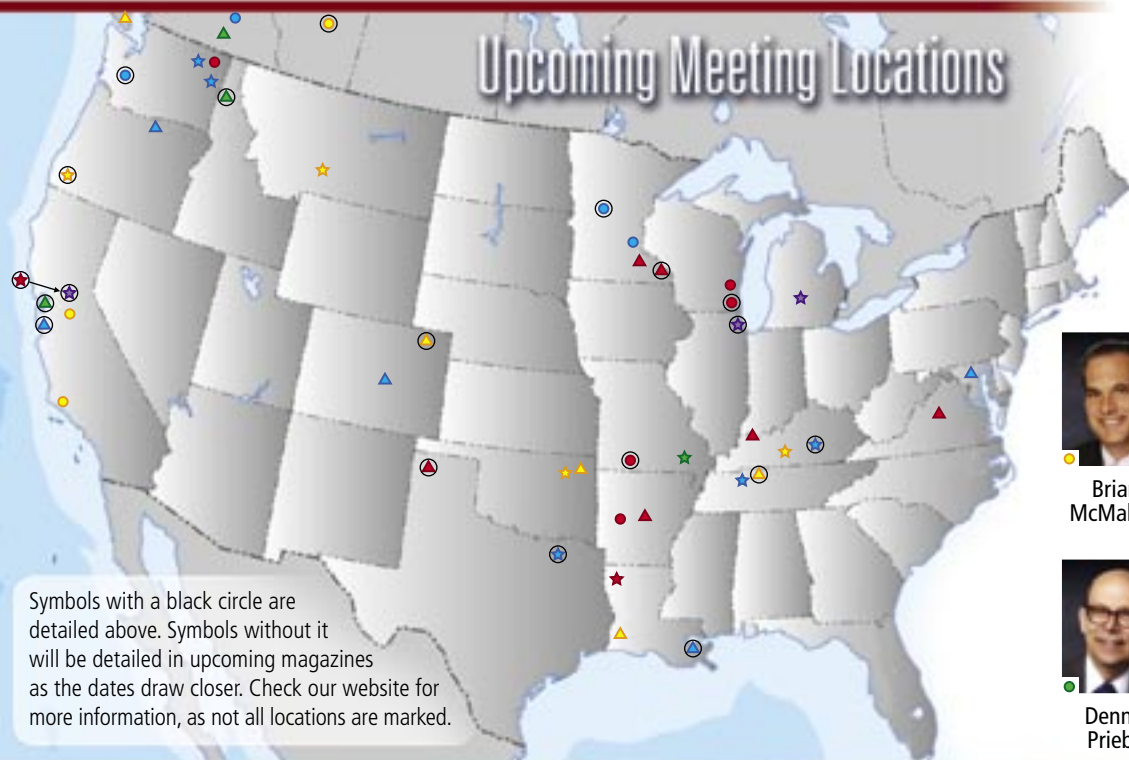 Upcoming Meeting Locations
Symbols with a black circle are
detailed above. Symbols without it
will be detailed in upcoming magazines
as the dates draw closer. Check our website for
more information, as not all locations are marked.